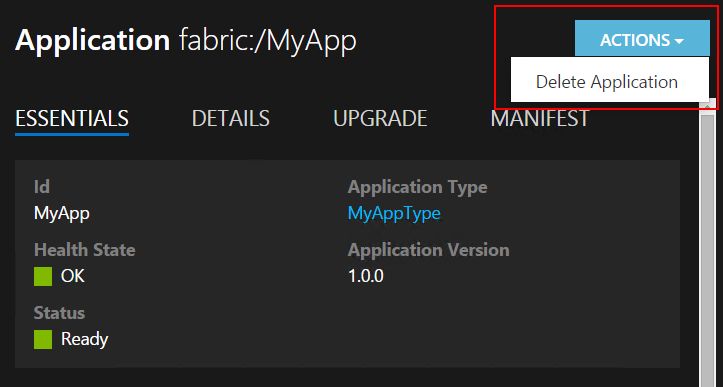 Application fabric:/MyApp
ACTIONS
Delete Application
ESSENTIALS DETAILS UPGRADE MANIFEST
Id
MyApp
Application Type
MyAppType
Health State
OK
Application Version
1.0.0
Status
Ready